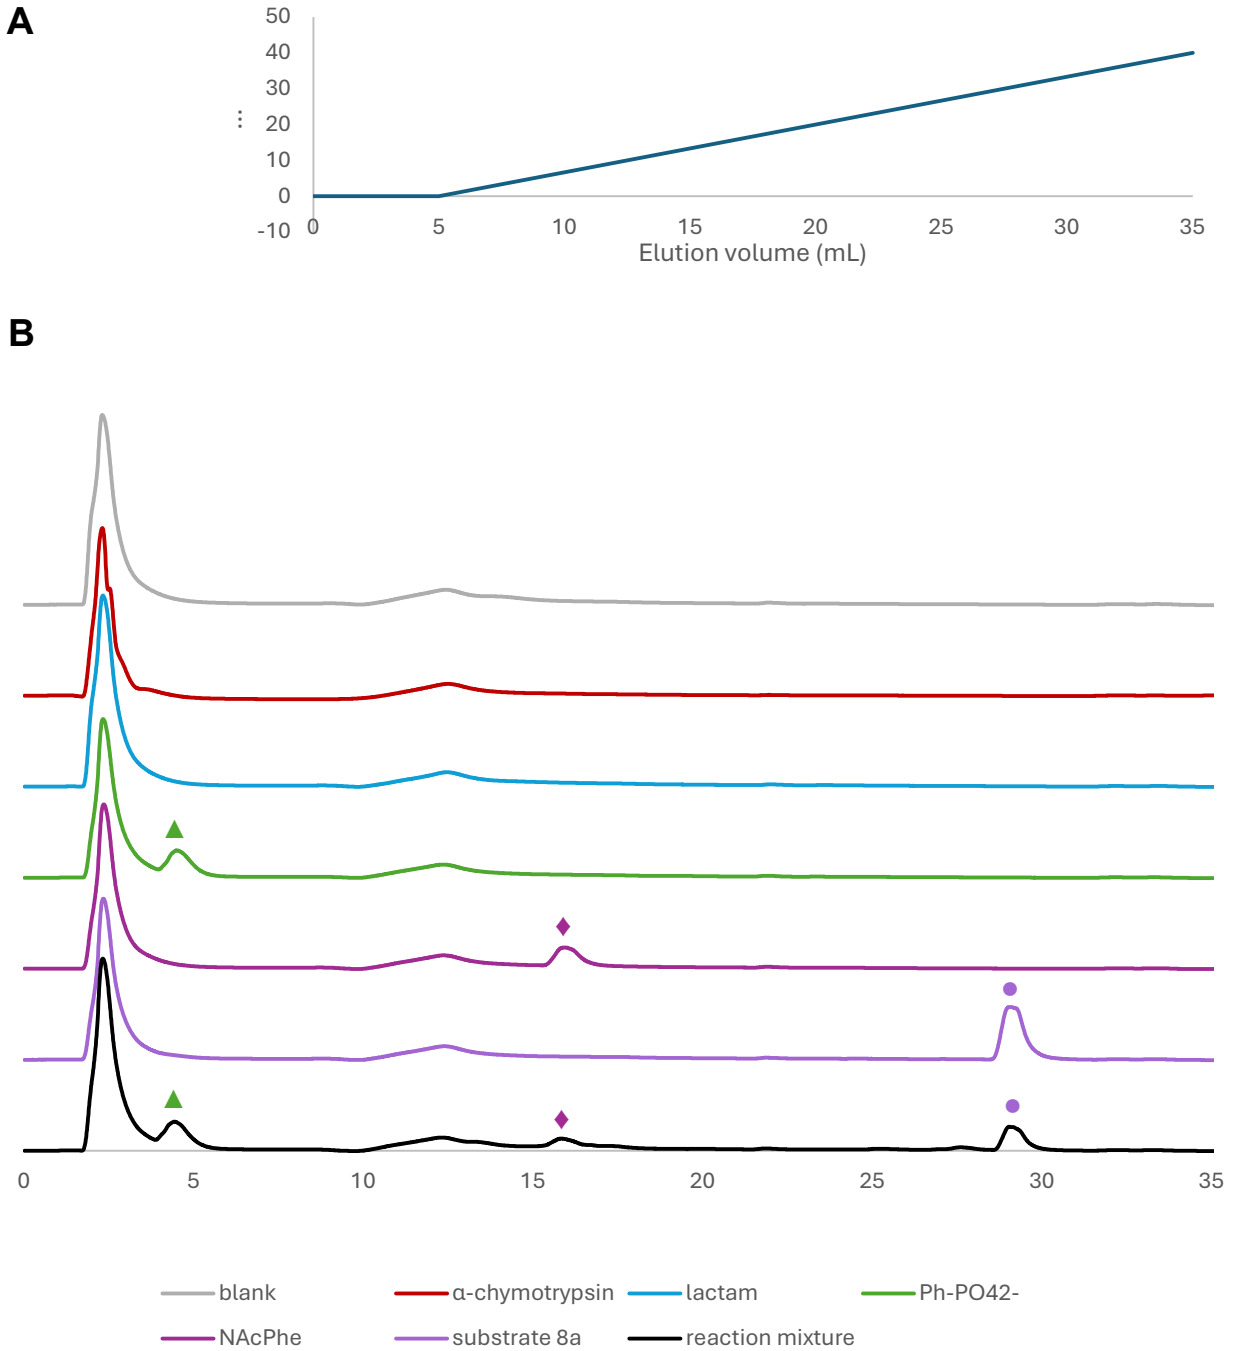 A
50
40
30
20
10
0
-10
...
0 5 10 15 20 25 30 35
Elution volume (mL)
B
0 5 10 15 20 25 30 35
blank α-chymotrypsin lactam Ph-PO42-
NAcPhe substrate 8a reaction mixture